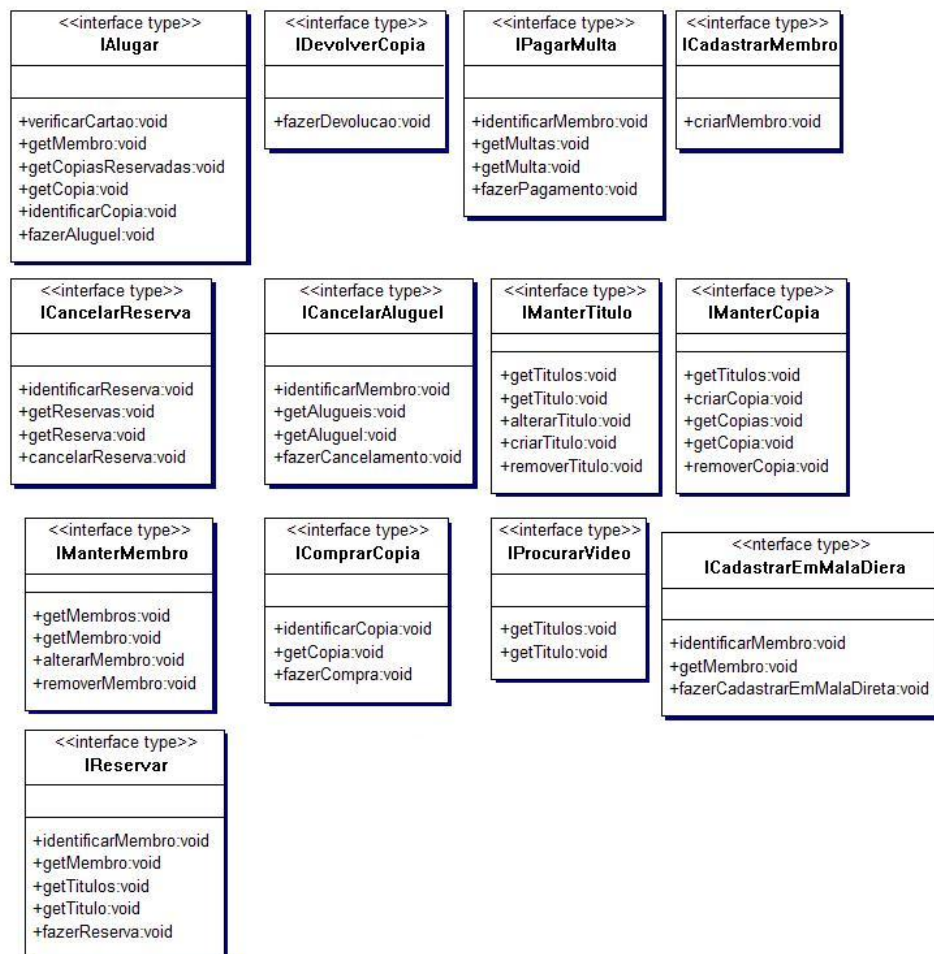 <<interface type>>
IAlugar
+verificarCartao:void
+getMembro:void
+getCopiasReservadas:void
+getCopia:void
+identificarCopia:void
+fazerAluguel:void
<<interface type>>
IDevolverCopia
+fazerDevolucao:void
<<interface type>>
IPagarMulta
+identificarMembro:void
+getMultas:void
+getMulta:void
+fazerPagamento:void
<<interface type>>
ICadastrarMembro
+criarMembro:void
<<interface type>>
ICancelarReserva
+identificarReserva:void
+getReservas:void
+getReserva:void
+cancelarReserva:void
<<interface type>>
ICancelarAluguel
+identificarMembro:void
+getAlugueis:void
+getAluguel:void
+fazerCancelamento:void
<<interface type>>
IManterTitulo
+getTitulos:void
+getTitulo:void
+alterarTitulo:void
+criarTitulo:void
+removerTitulo:void
<<interface type>>
IManterCopia
+getTitulos:void
+criarCopia:void
+getCopias:void
+getCopia:void
+removerCopia:void
<<interface type>>
IManterMembro
+getMembros:void
+getMembro:void
+alterarMembro:void
+removerMembro:void
<<interface type>>
IComprarCopia
+identificarCopia:void
+getCopia:void
+fazerCompra:void
<<interface type>>
IProcurarVideo
+getTitulos:void
+getTitulo:void
<<nterface type>>
ICadastrarEmMalaDiera
+identificarMembro:void
+getMembro:void
+fazerCadastrarEmMalaDireta:void
<<interface type>>
IReservar
+identificarMembro:void
+getMembro:void
+getTitulos:void
+getTitulo:void
+fazerReserva:void